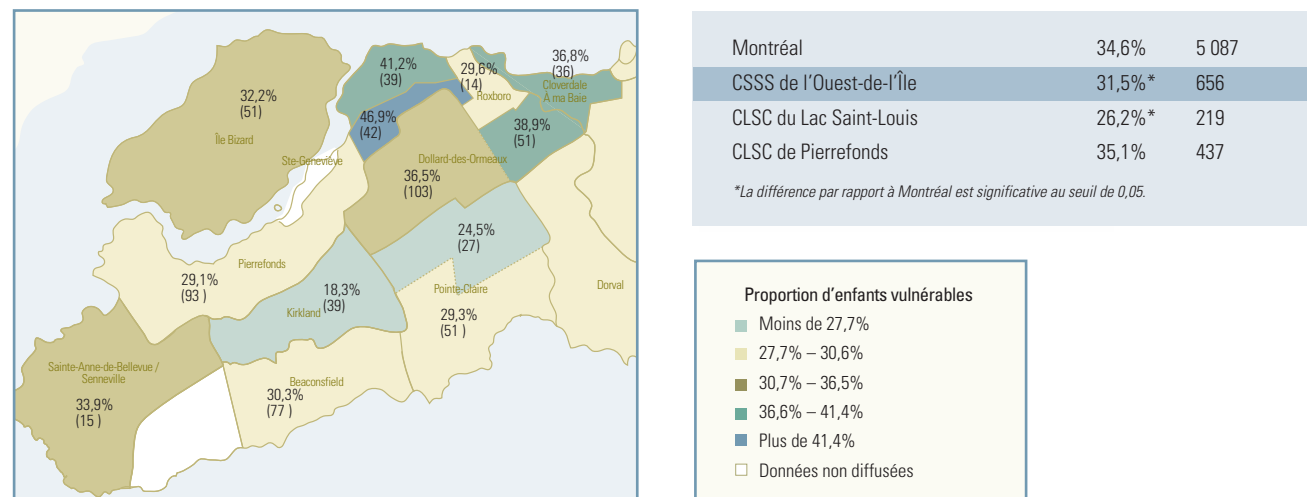 41,2%
(39)
29,6%
(14)
Roxboro
36,8%
(36)
Cloverdale
À ma Baie
32,2%
(51)
Île Bizard
46,9%
(42)
38,9%
(51)
Ste-Geneviève
Dollard-des-Ormeaux
36,5%
(103)
24,5%
(27)
Pierrefonds
29,1%
(93 )
18,3%
(39)
Kirkland
Pointe-Claire
29,3%
(51 )
Dorval
Sainte-Anne-de-Bellevue /
Senneville
33,9%
(15 )
Beaconsfield
30,3%
(77 )
Montréal 34,6% 5 087
CSSS de l'Ouest-de-l'Île 31,5%* 656
CLSC du Lac Saint-Louis 26,2%* 219
CLSC de Pierrefonds 35,1% 437
*La différence par rapport à Montréal est significative au seuil de 0,05.
Proportion d'enfants vulnérables
Moins de 27,7%
27,7% – 30,6%
30,7% – 36,5%
36,6% – 41,4%
Plus de 41,4%
Données non diffusées